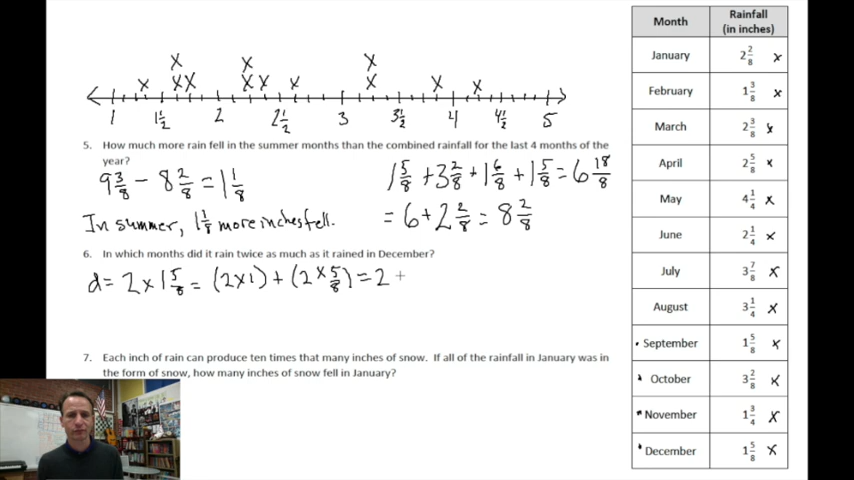 x x x
x xx xx x x x x x
1 1 1/2 2 2 1/2 3 3 1/2 4 4 1/2 5
5. How much more rain fell in the summer months than the combined rainfall for the last 4 months of the
year?
9 3/8 - 8 2/8 = 1 1/8
1 5/8 + 3 2/8 + 1 6/8 + 1 5/8 = 6 18/8
= 6 + 2 2/8 = 8 2/8
In summer, 1 1/8 more inches fell.
6. In which months did it rain twice as much as it rained in December?
d = 2 x 1 5/8 = (2x1) + (2 x 5/8) = 2 +
7. Each inch of rain can produce ten times that many inches of snow. If all of the rainfall in January was in
the form of snow, how many inches of snow fell in January?
Month Rainfall
(in inches)
January 2 2/8 x
February 1 3/8 x
March 2 3/8 x
April 2 5/8 x
May 4 1/4 x
June 2 1/4 x
July 3 7/8 x
August 3 1/4 x
September 1 5/8 x
October 3 2/8 x
November 1 3/4 x
December 1 5/8 x